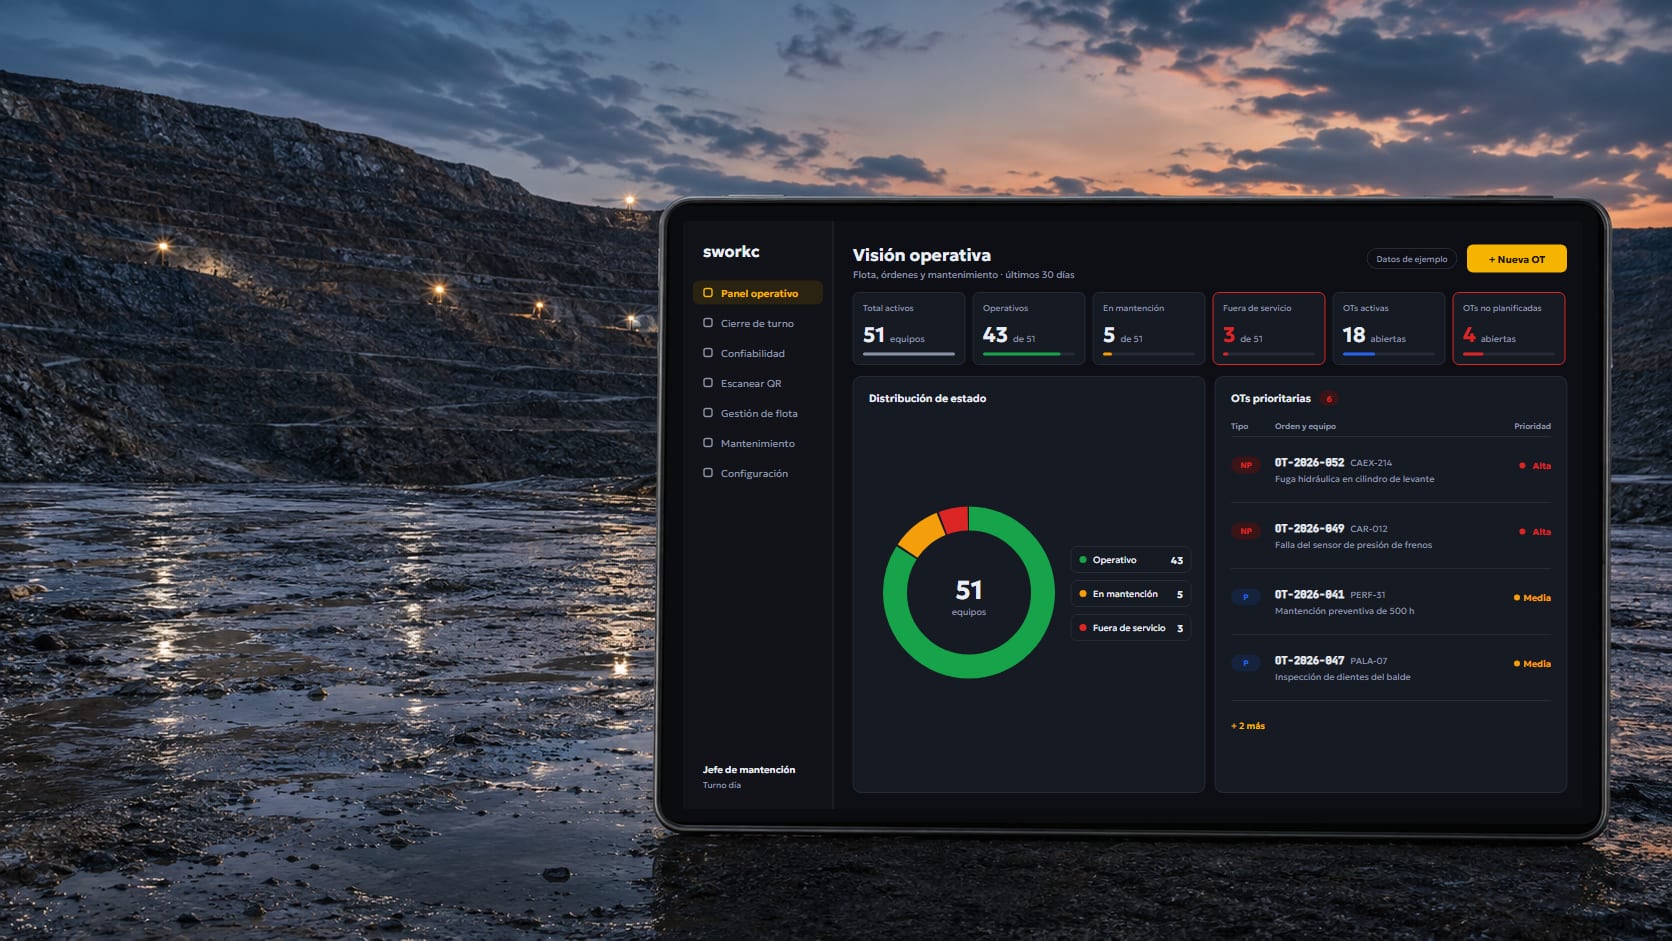 sworkc
Panel operativo
Cierre de turno
Confiabilidad
Escanear QR
Gestión de flota
Mantenimiento
Configuración
Jefe de mantención
Turno día
Visión operativa
Flota, órdenes y mantenimiento · últimos 30 días
Datos de ejemplo
+ Nueva OT
Total activos
51 equipos
Operativos
43 de 51
En mantención
5 de 51
Fuera de servicio
3 de 51
OTs activas
18 abiertas
OTs no planificadas
4 abiertas
Distribución de estado
51
equipos
Operativo 43
En mantención 5
Fuera de servicio 3
OTs prioritarias 6
Tipo Orden y equipo Prioridad
NP OT-2026-052 CAEX-214 Alta
Fuga hidráulica en cilindro de levante
NP OT-2026-049 CAR-012 Alta
Falla del sensor de presión de frenos
P OT-2026-041 PERF-31 Media
Mantención preventiva de 500 h
P OT-2026-047 PALA-07 Media
Inspección de dientes del balde
+ 2 más